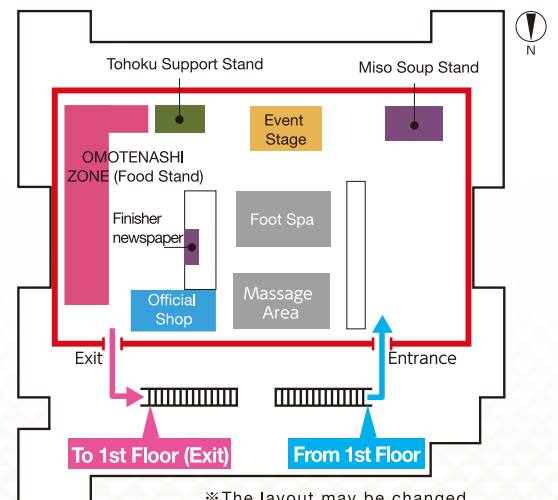 N
Tohoku Support Stand
Miso Soup Stand
Event
Stage
OMOTENASHI
ZONE (Food Stand)
Finisher
newspaper
Foot Spa
Official
Shop
Massage
Area
Exit
Entrance
To 1st Floor (Exit)
From 1st Floor
※The layout may be changed